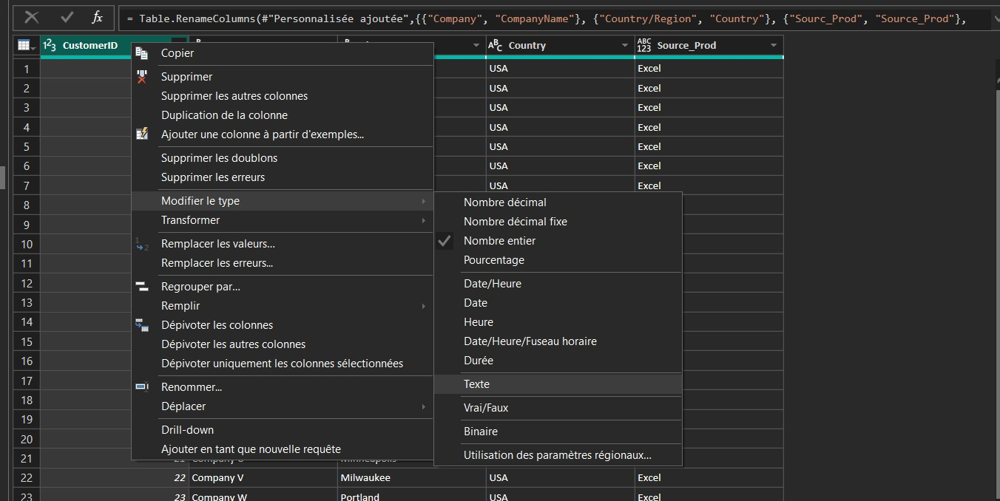 fx = Table.RenameColumns(#"Personnalisée ajoutée",{{"Company", "CompanyName"}, {"Country/Region", "Country"}, {"Sourc_Prod", "Source_Prod"},
1²3 CustomerID ABC Country ABC 123 Source_Prod
Copier
1 USA Excel
Supprimer
2 USA Excel
Supprimer les autres colonnes
3 USA Excel
Duplication de la colonne
4 USA Excel
Ajouter une colonne à partir d'exemples...
5 USA Excel
Supprimer les doublons
6 USA Excel
Supprimer les erreurs
7 USA Excel
Modifier le type
Nombre décimal
8
Transformer
Nombre décimal fixe
9
Remplacer les valeurs...
Nombre entier
10
Remplacer les erreurs...
Pourcentage
11
Regrouper par...
Date/Heure
12
Remplir
Date
13
Dépivoter les colonnes
Heure
14
Dépivoter les autres colonnes
Date/Heure/Fuseau horaire
15
Dépivoter uniquement les colonnes sélectionnées
Durée
16
Renommer...
Texte
17
Déplacer
Vrai/Faux
18
19
Drill-down
Binaire
20
Ajouter en tant que nouvelle requête
Utilisation des paramètres régionaux...
21
22 22 Company V Milwaukee USA Excel
23 23 Company W Portland USA Excel